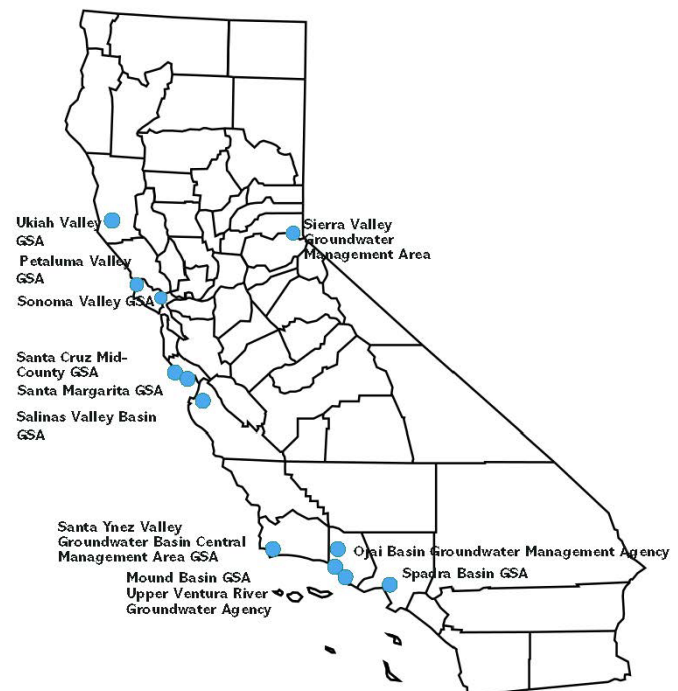 Ukiah Valley
GSA
Sierra Valley
Groundwater
Management Area
Petaluma Valley
GSA
Sonoma Valley GSA
Santa Cruz Mid-
County GSA
Santa Margarita GSA
Salinas Valley Basin
GSA
Santa Ynez Valley
Groundwater Basin Central
Management Area GSA
Ojai Basin Groundwater Management Agency
Spadra Basin GSA
Mound Basin GSA
Upper Ventura River
Groundwater Agency